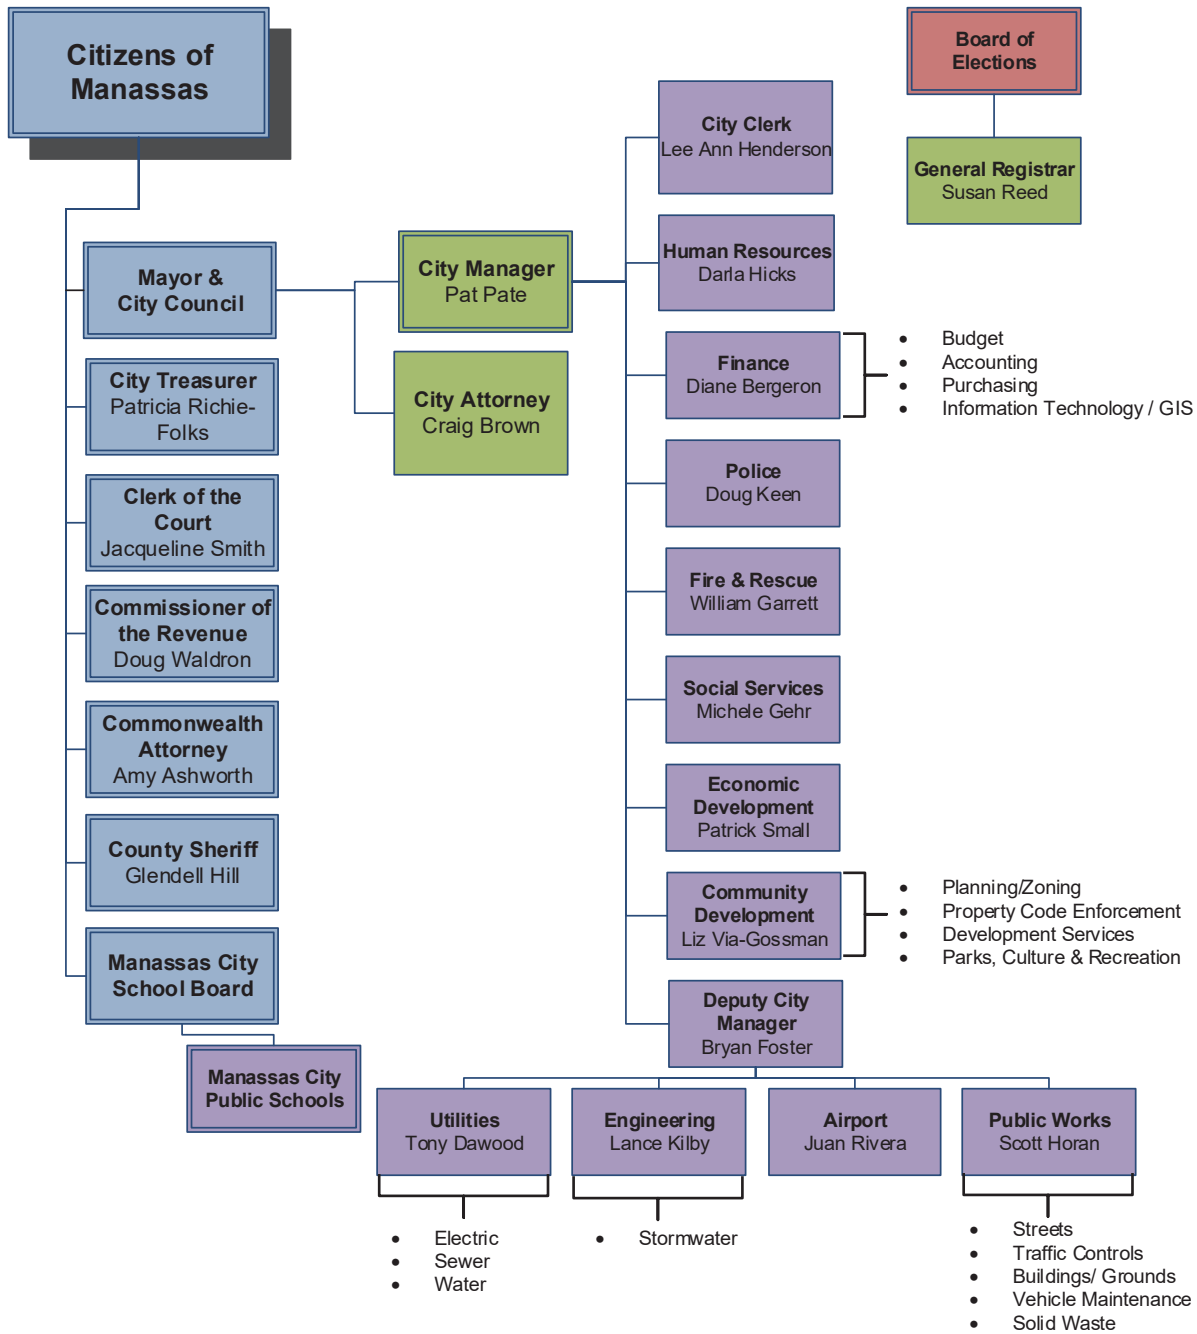 Citizens of
Manassas
Board of
Elections
General Registrar
Susan Reed
Mayor &
City Council
City Treasurer
Patricia Richie-
Folks
Clerk of the
Court
Jacqueline Smith
Commissioner of
the Revenue
Doug Waldron
Commonwealth
Attorney
Amy Ashworth
County Sheriff
Glendell Hill
Manassas City
School Board
Manassas City
Public Schools
City Manager
Pat Pate
City Attorney
Craig Brown
City Clerk
Lee Ann Henderson
Human Resources
Darla Hicks
Finance
Diane Bergeron
• Budget
• Accounting
• Purchasing
• Information Technology / GIS
Police
Doug Keen
Fire & Rescue
William Garrett
Social Services
Michele Gehr
Economic
Development
Patrick Small
Community
Development
Liz Via-Gossman
• Planning/Zoning
• Property Code Enforcement
• Development Services
• Parks, Culture & Recreation
Deputy City
Manager
Bryan Foster
Utilities
Tony Dawood
• Electric
• Sewer
• Water
Engineering
Lance Kilby
• Stormwater
Airport
Juan Rivera
Public Works
Scott Horan
• Streets
• Traffic Controls
• Buildings/ Grounds
• Vehicle Maintenance
• Solid Waste